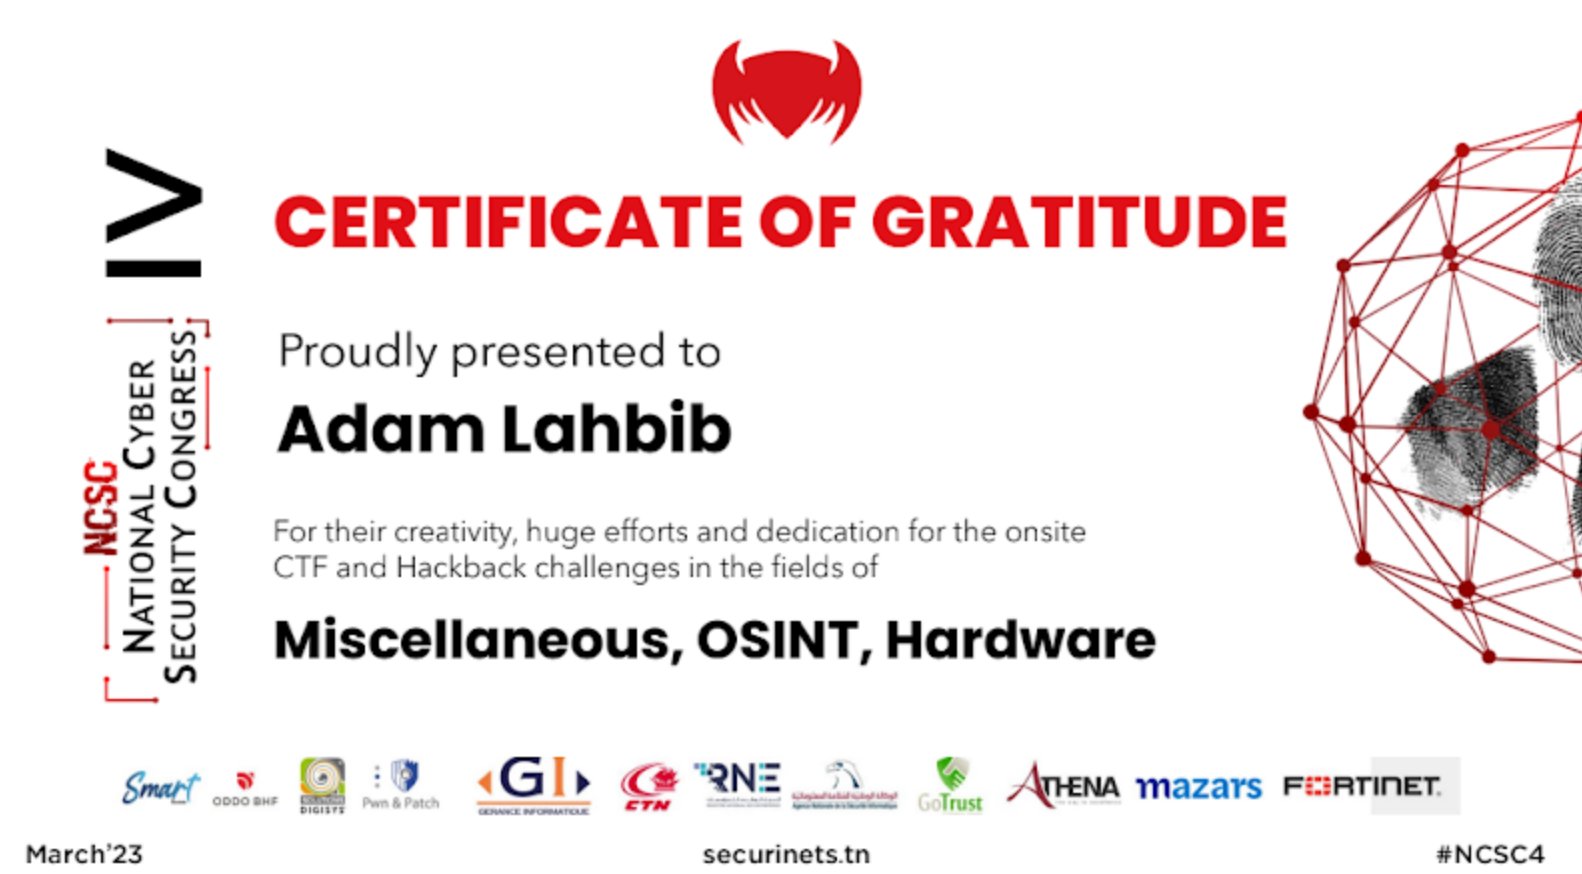 CERTIFICATE OF GRATITUDE
NCSC
NATIONAL CYBER
SECURITY CONGRESS
Proudly presented to
Adam Lahbib
For their creativity, huge efforts and dedication for the onsite
CTF and Hackback challenges in the fields of
Miscellaneous, OSINT, Hardware
Smart
ODDO BHF
DIGISYS
Pwn & Patch
GI
GERANCE INFORMATIQUE
CTN
RNE
GoTrust
ATHENA
mazars
FORTINET
March'23
securinets.tn
#NCSC4